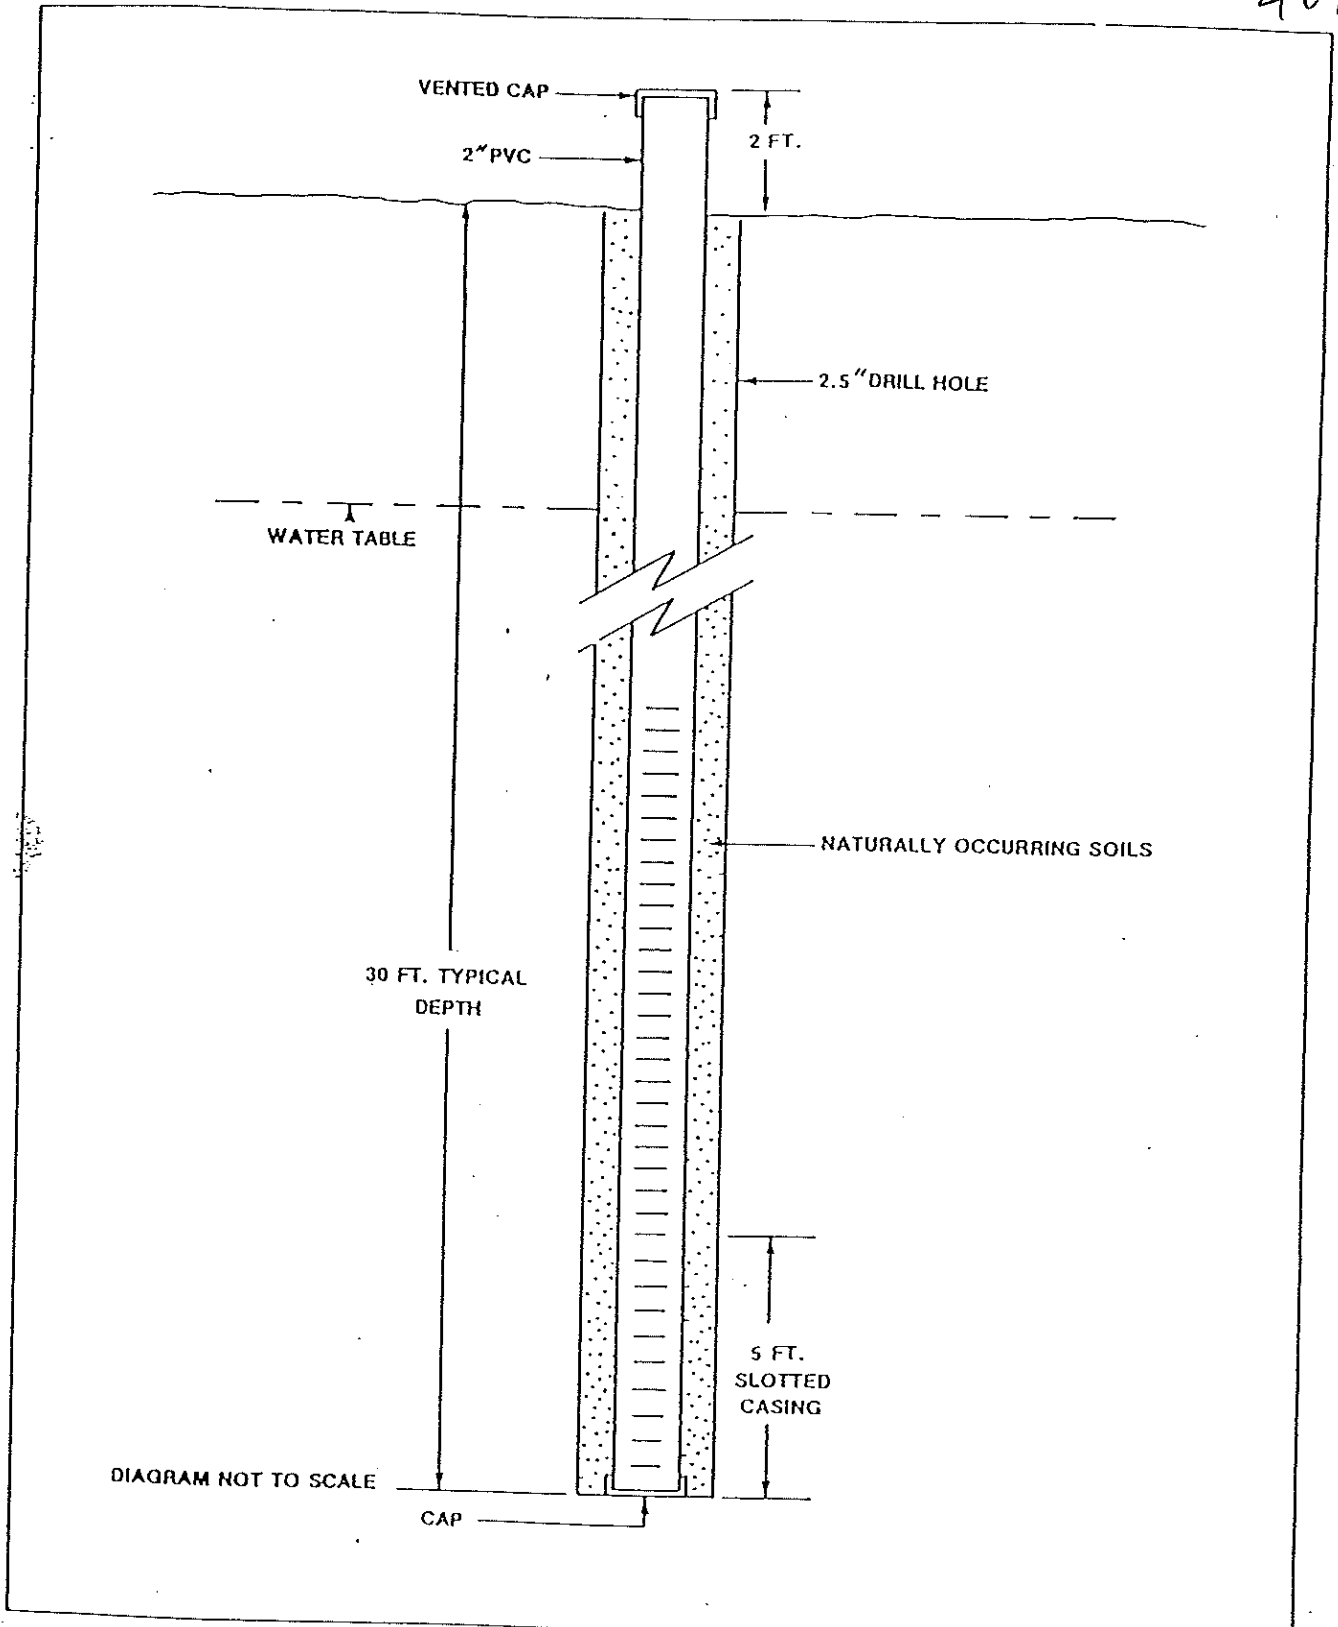 VENTED CAP
2 FT.
2"PVC
2.5"DRILL HOLE
WATER TABLE
NATURALLY OCCURRING SOILS
30 FT. TYPICAL
DEPTH
5 FT.
SLOTTED
CASING
DIAGRAM NOT TO SCALE
CAP